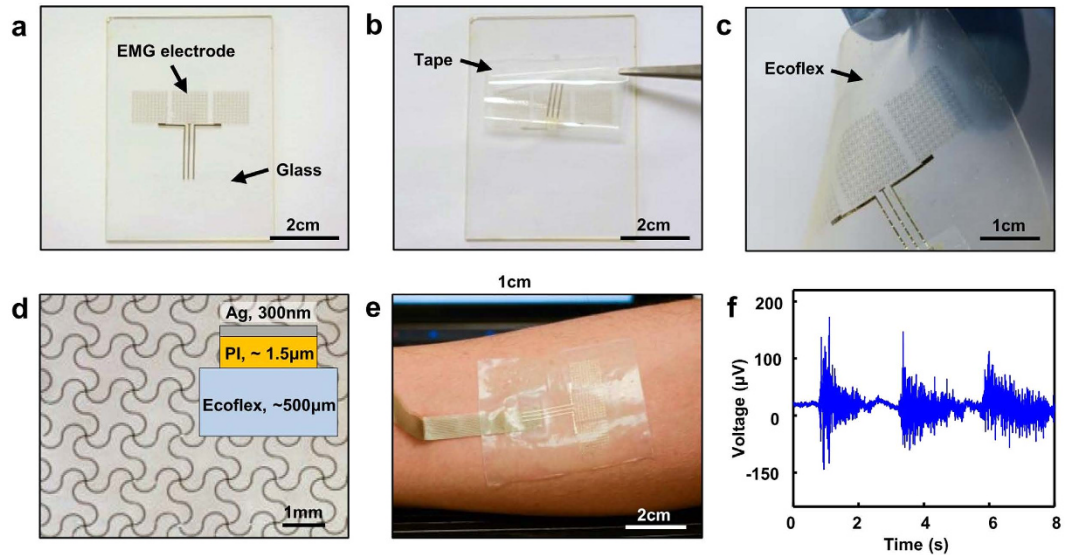 a
EMG electrode
Glass
2cm
b
Tape
2cm
c
Ecoflex
1cm
d
Ag, 300nm
PI, ~ 1.5μm
Ecoflex, ~500μm
1mm
1cm
e
2cm
f
200
100
0
-150
Voltage (μV)
0 2 4 6 8
Time (s)